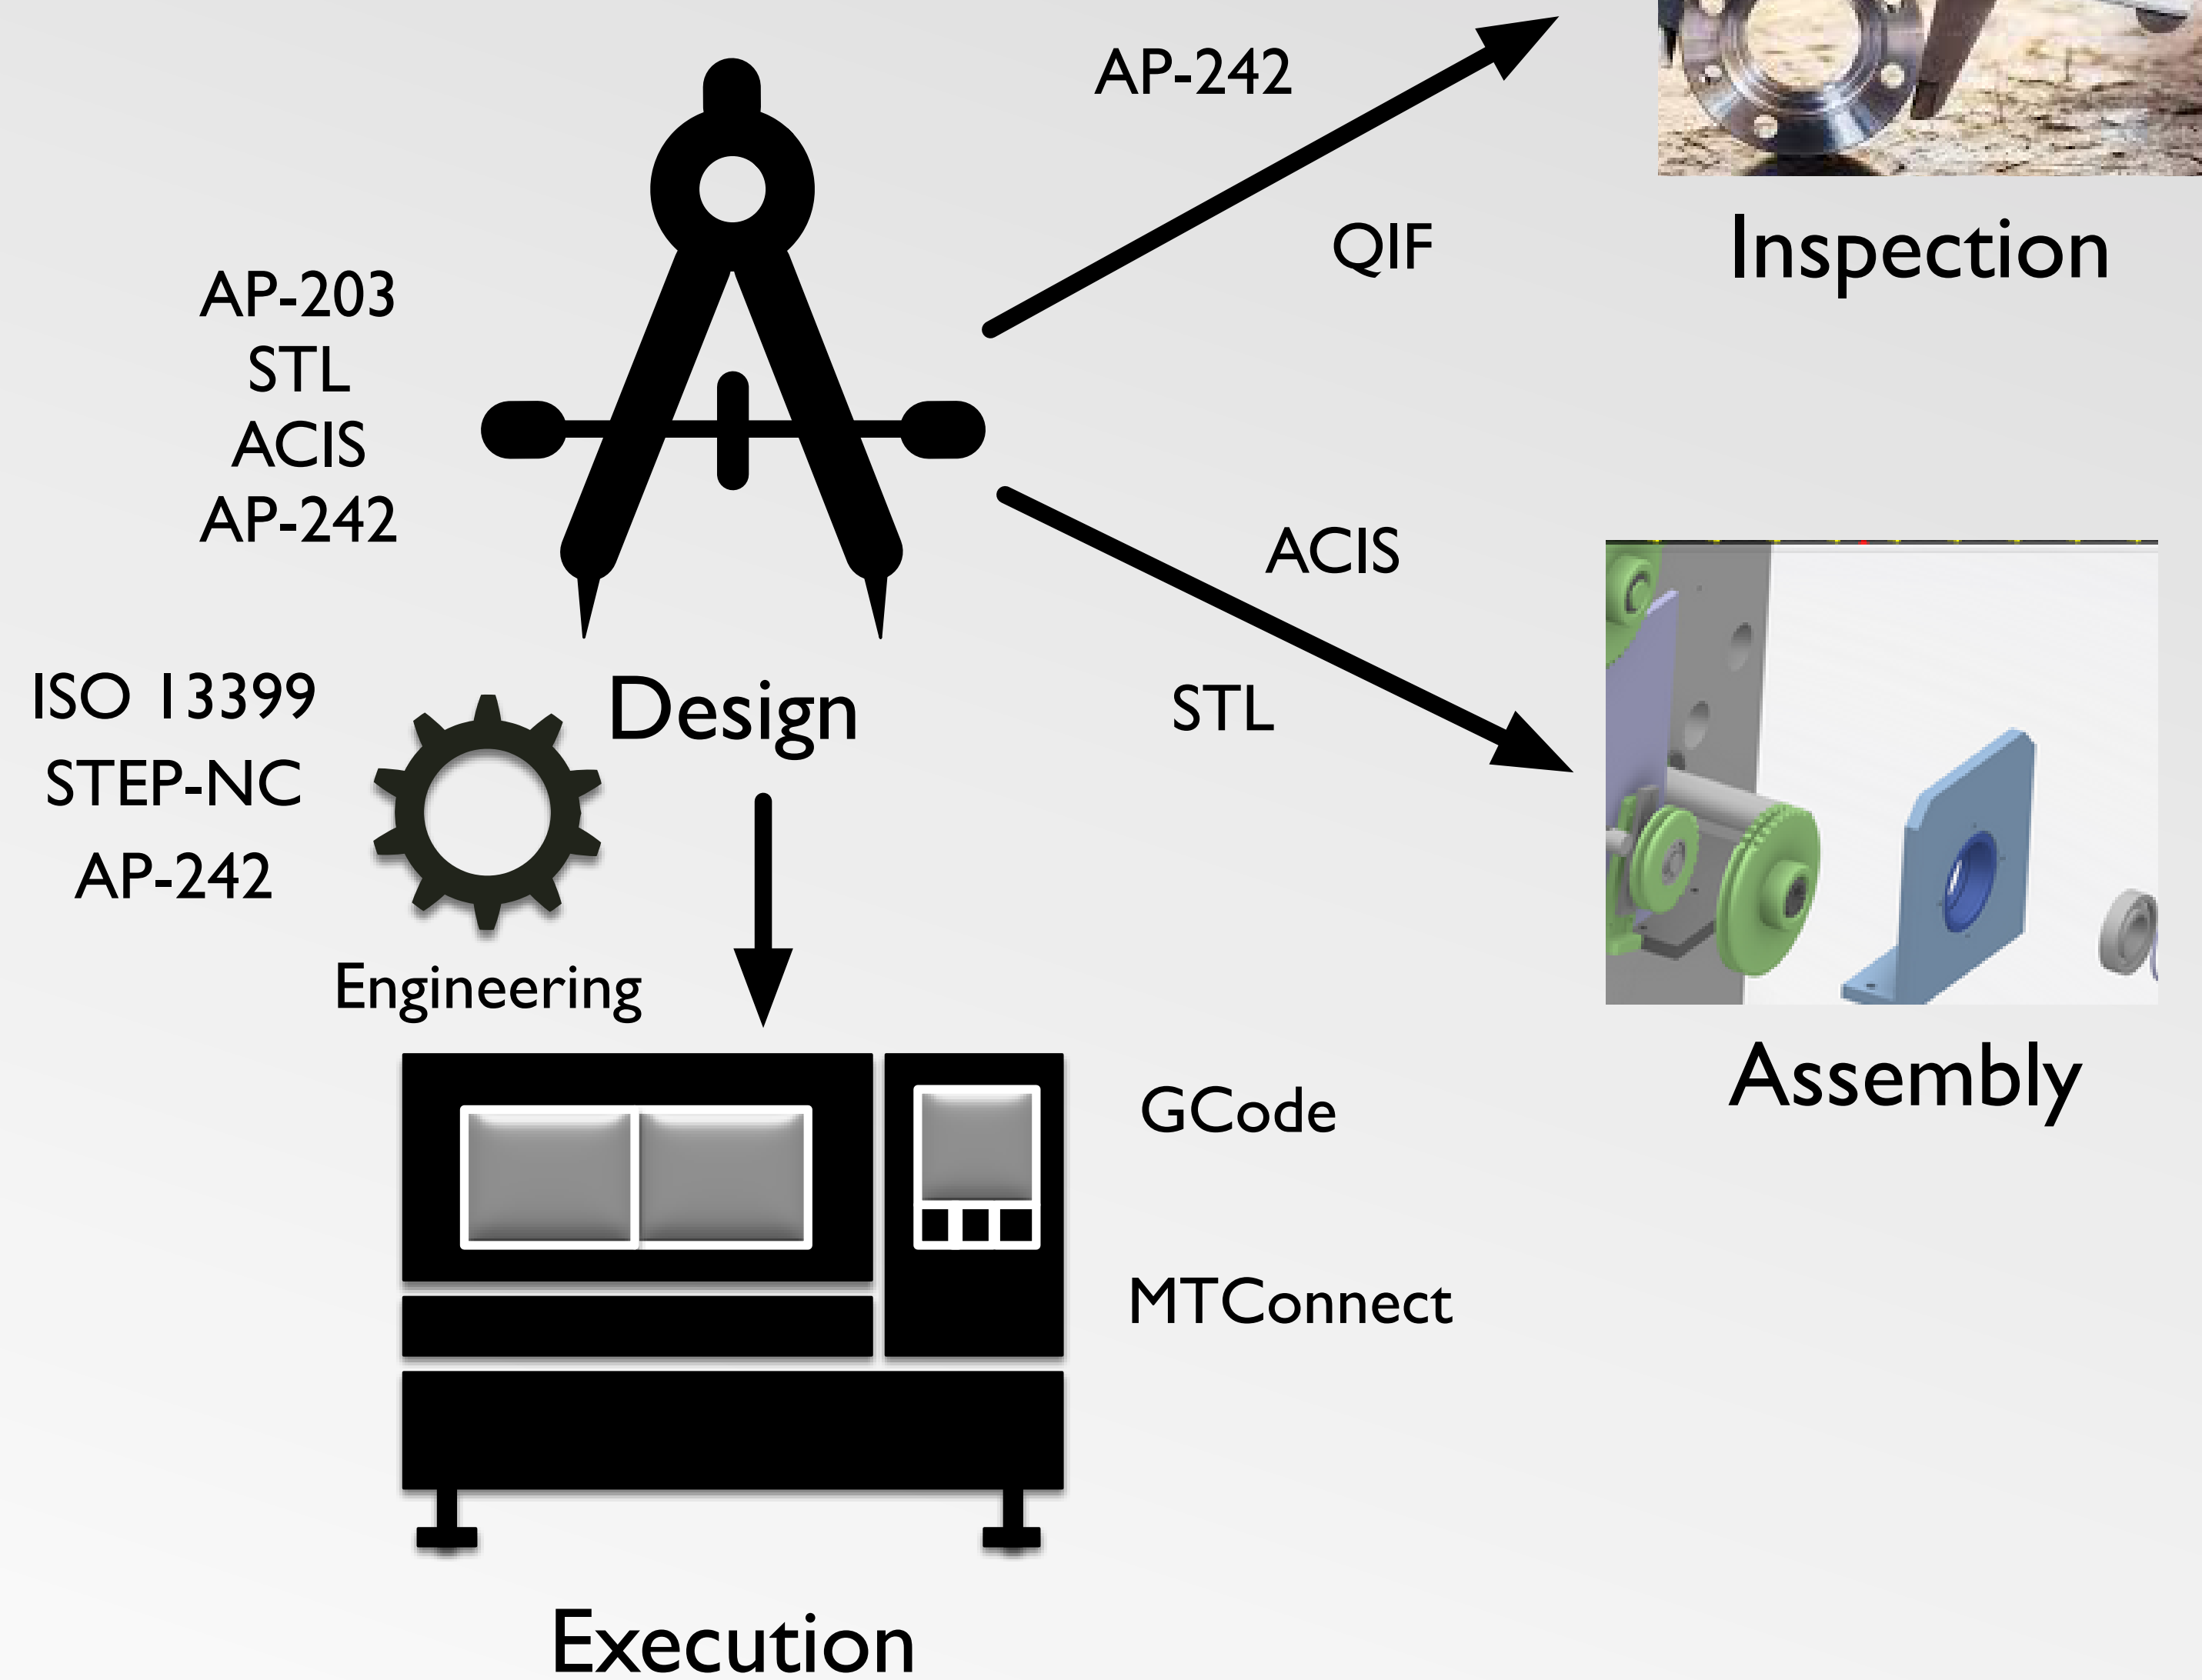 AP-242
QIF
Inspection
AP-203
STL
ACIS
AP-242
ACIS
STL
Design
ISO 13399
STEP-NC
AP-242
Engineering
Assembly
GCode
MTConnect
Execution